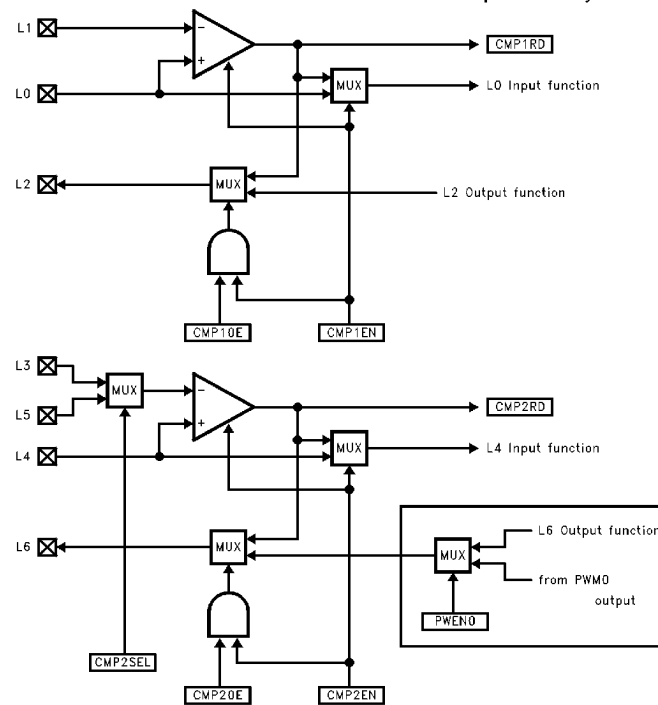 L1
−
CMP1RD
+
L0
MUX
L0 Input function
L2
MUX
L2 Output function
CMP1OE
CMP1EN
L3
MUX
−
CMP2RD
L5
+
MUX
L4 Input function
L4
L6 Output function
L6
MUX
MUX
from PWM0
output
PWEN0
CMP2SEL
CMP2OE
CMP2EN